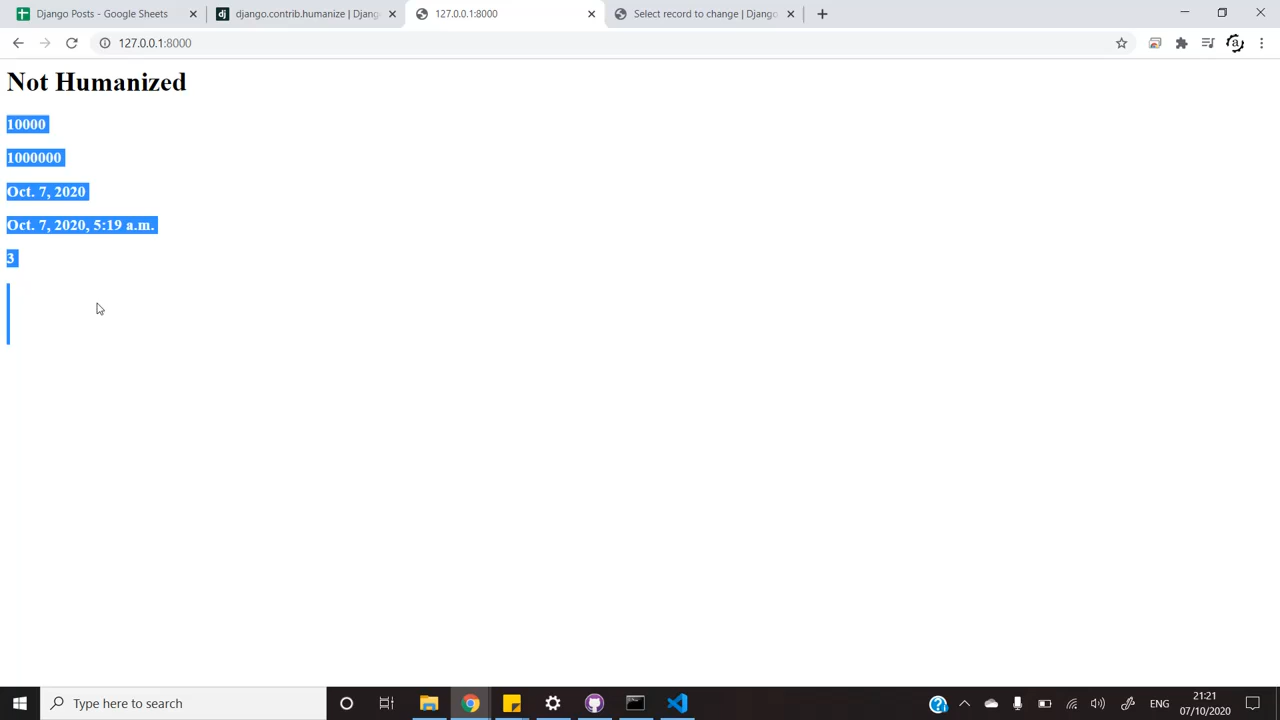 Django Posts - Google Sheets
django.contrib.humanize | Djang
127.0.0.1:8000
Select record to change | Django
127.0.0.1:8000
Not Humanized
10000
1000000
Oct. 7, 2020
Oct. 7, 2020, 5:19 a.m.
3
Type here to search
ENG
21:21
07/10/2020